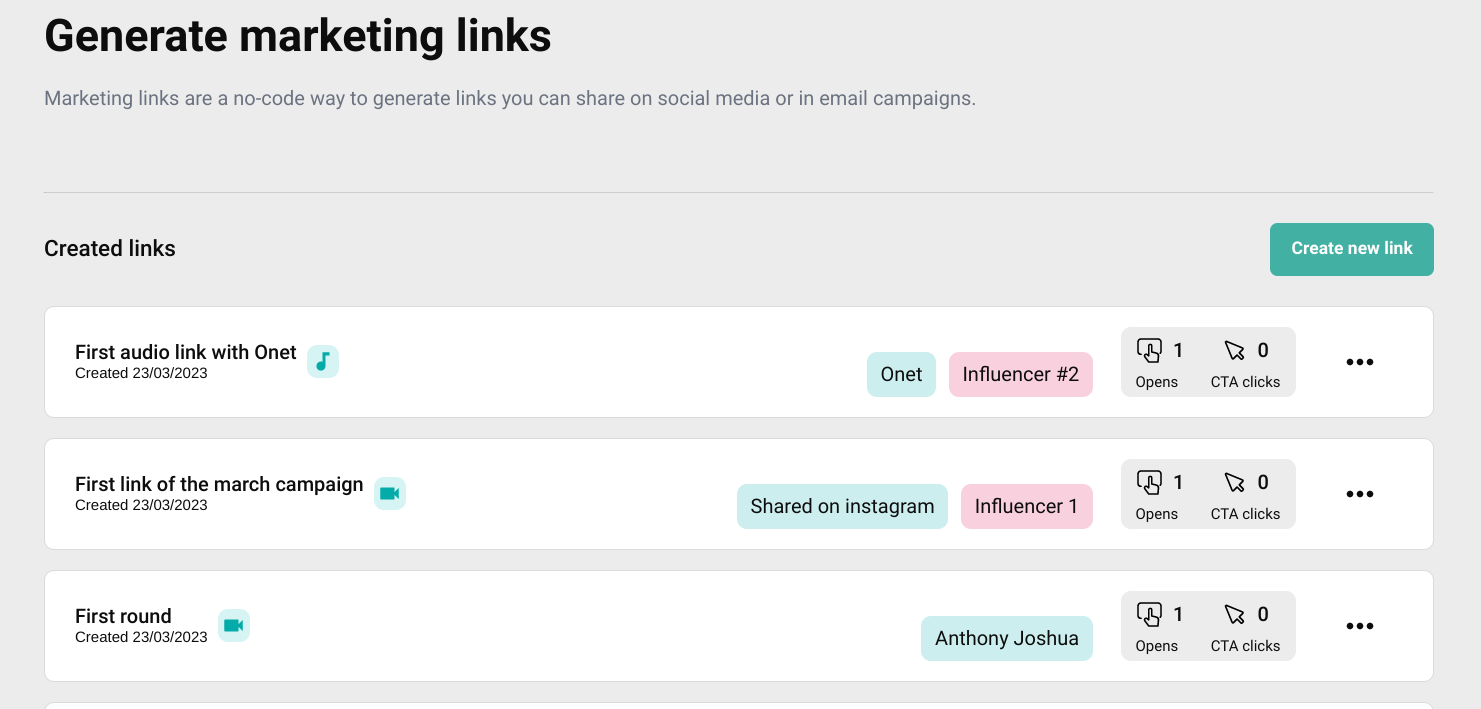 Generate marketing links
Marketing links are a no-code way to generate links you can share on social media or in email campaigns.
Created links
Create new link
First audio link with Onet
Created 23/03/2023
Onet
Influencer #2
1
0
Opens
CTA clicks
First link of the march campaign
Created 23/03/2023
Shared on instagram
Influencer 1
1
0
Opens
CTA clicks
First round
Created 23/03/2023
Anthony Joshua
1
0
Opens
CTA clicks